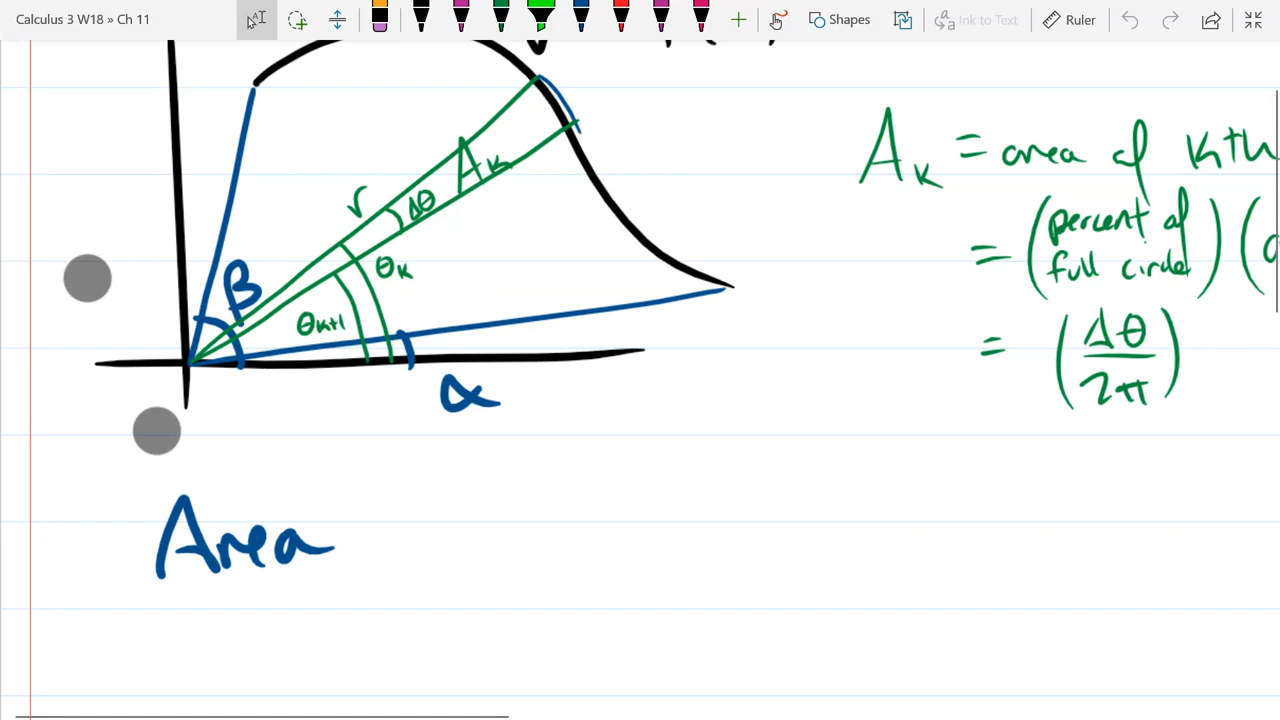 Calculus 3 W18 » Ch 11
Shapes
Ink to Text
Ruler
A_k = area of kth
= (percent of full circle)(
= (Δθ/2π)
r
A_k
Δθ
θ_k
θ_{k+1}
β
α
Area